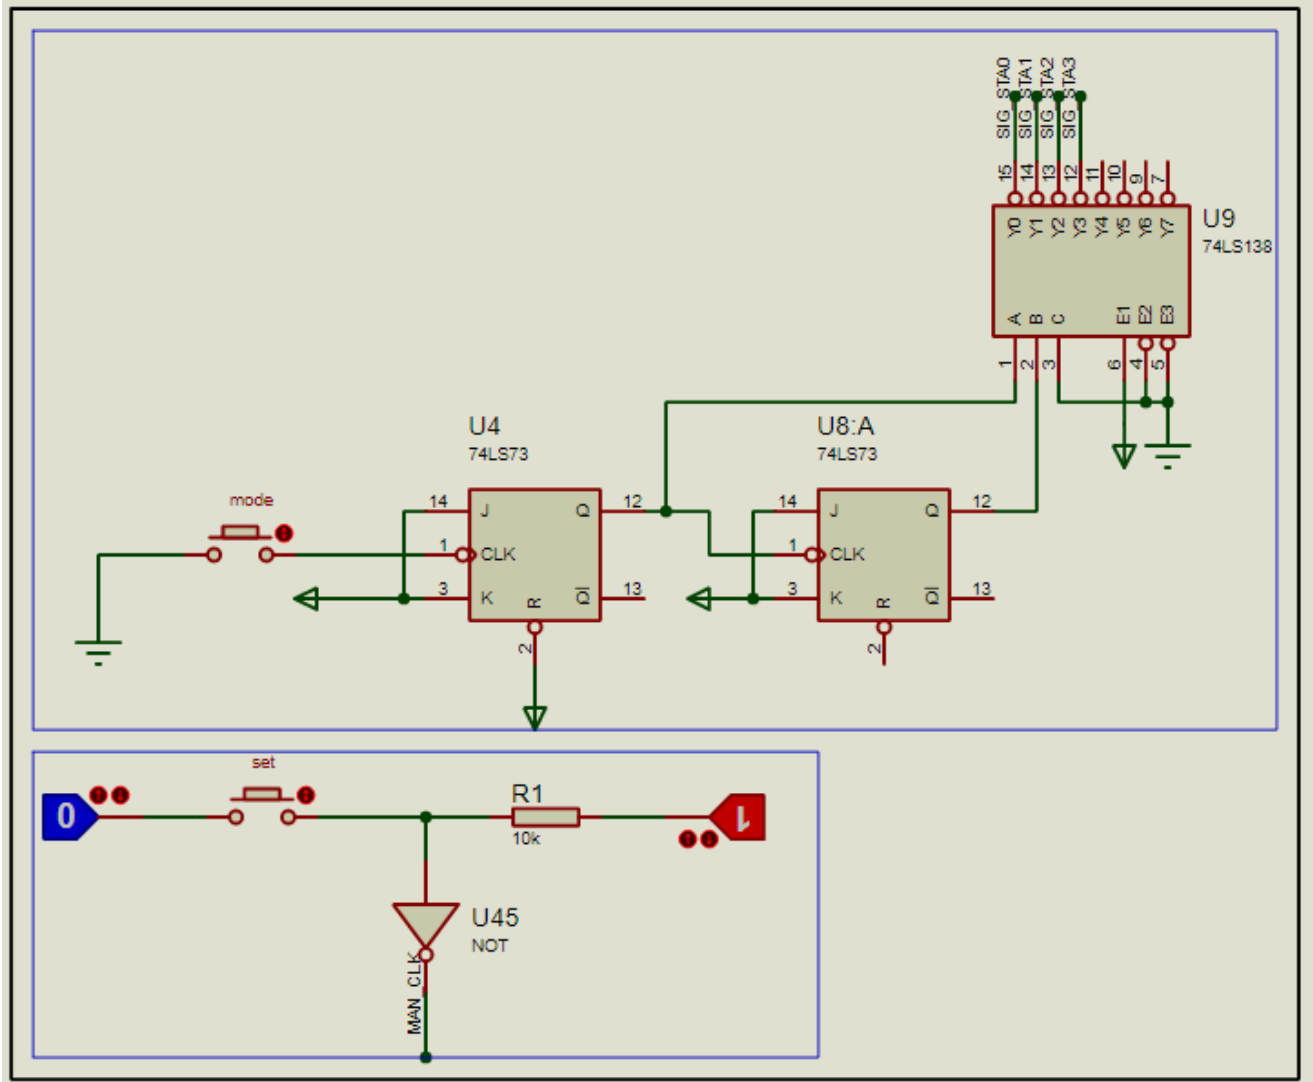 SIG_STA0
SIG_STA1
SIG_STA2
SIG_STA3
15
14
13
12
11
10
9
7
Y0
Y1
Y2
Y3
Y4
Y5
Y6
Y7
U9
74LS138
A
B
C
E1
E2
E3
1
2
3
6
4
5
U4
74LS73
U8:A
74LS73
mode
14
J
Q
12
1
CLK
3
K
R
Q
13
2
14
J
Q
12
1
CLK
3
K
R
Q
13
2
set
0
R1
10k
1
U45
NOT
MAN_CLK